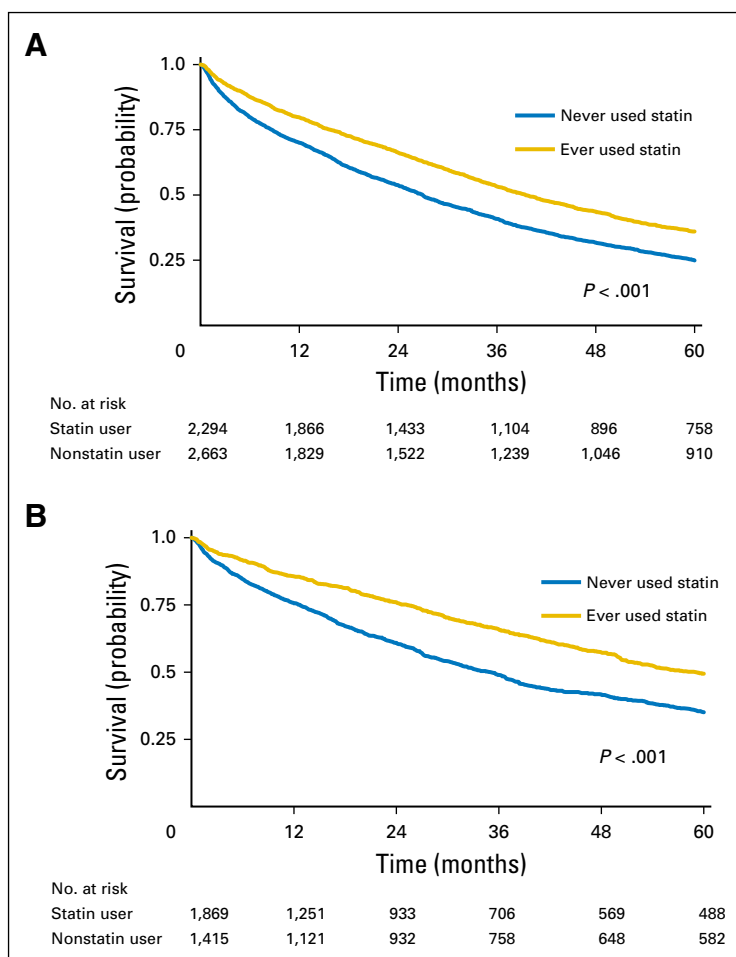 A
1.0
0.75
0.5
0.25
Survival (probability)
Never used statin
Ever used statin
P < .001
0 12 24 36 48 60
Time (months)
No. at risk
Statin user 2,294 1,866 1,433 1,104 896 758
Nonstatin user 2,663 1,829 1,522 1,239 1,046 910
B
1.0
0.75
0.5
0.25
Survival (probability)
Never used statin
Ever used statin
P < .001
0 12 24 36 48 60
Time (months)
No. at risk
Statin user 1,869 1,251 933 706 569 488
Nonstatin user 1,415 1,121 932 758 648 582